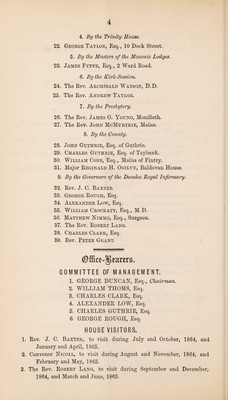 4
4. By the Trinity House.
22. GEORGE TAYLOR, Esq., 10 Dock Street.
5. By the Masters of the Masonic Lodges.
23. JAMES FYFFE, Esq., 2 Ward Road.
6. By the Kirk-Session.
24. The Rev. ARCHIBALD WATSON, D.D.
25. The Rev. ANDREW TAYLOR.
7. By the Presbytery.
26. The Rev. JAMES G. YOUNG, Monifieth.
27. The Rev. JOHN McMURTRIE, Mains.
8. By the County.
28. JOHN GUTHRIE, Esq. of Guthrie.
29. CHARLES GUTHRIE, Esq. of Taybank.
30. WILLIAM COSS, Esq., Mains of Fintry.
31. Major REGINALD H. OGILVY, Baldovan House.
9. By the Governors of the Dundee Royal Infirmary.
32. REV. J. C. BAXTER
33. GEORGE ROUGH, Esq.
34. ALEXANDER LOW, Esq.
35. WILLIAM CROCKATT, Esq., M.D.
36. MATTHEW NIMMO, Esq., Surgeon.
37. The REV. ROBERT LANG.
38. CHARLES CLARK, Esq.
39. REV. PETER GRANT.
Office-Bearers.
COMMITTEE OF MANAGEMENT.
1. GEORGE DUNCAN, Esq., Chairman.
2. WILLIAM THOMS, Esq.
3. CHARLES CLARK, Esq.
4. ALEXANDER LOW, Esq.
5. CHARLES GUTHRIE, Esq.
6. GEORGE ROUGH, Esq.
HOUSE VISITORS.
1. REV. J. C. BAXTER, to visit during July and October, 1864, and
January and April, 1865.
2. Convener NICOLL, to visit during August and November, 1864, and
February and May, 1865.
3. The REV. ROBERT LANG, to visit during September and December,
1864, and March and June, 1865.